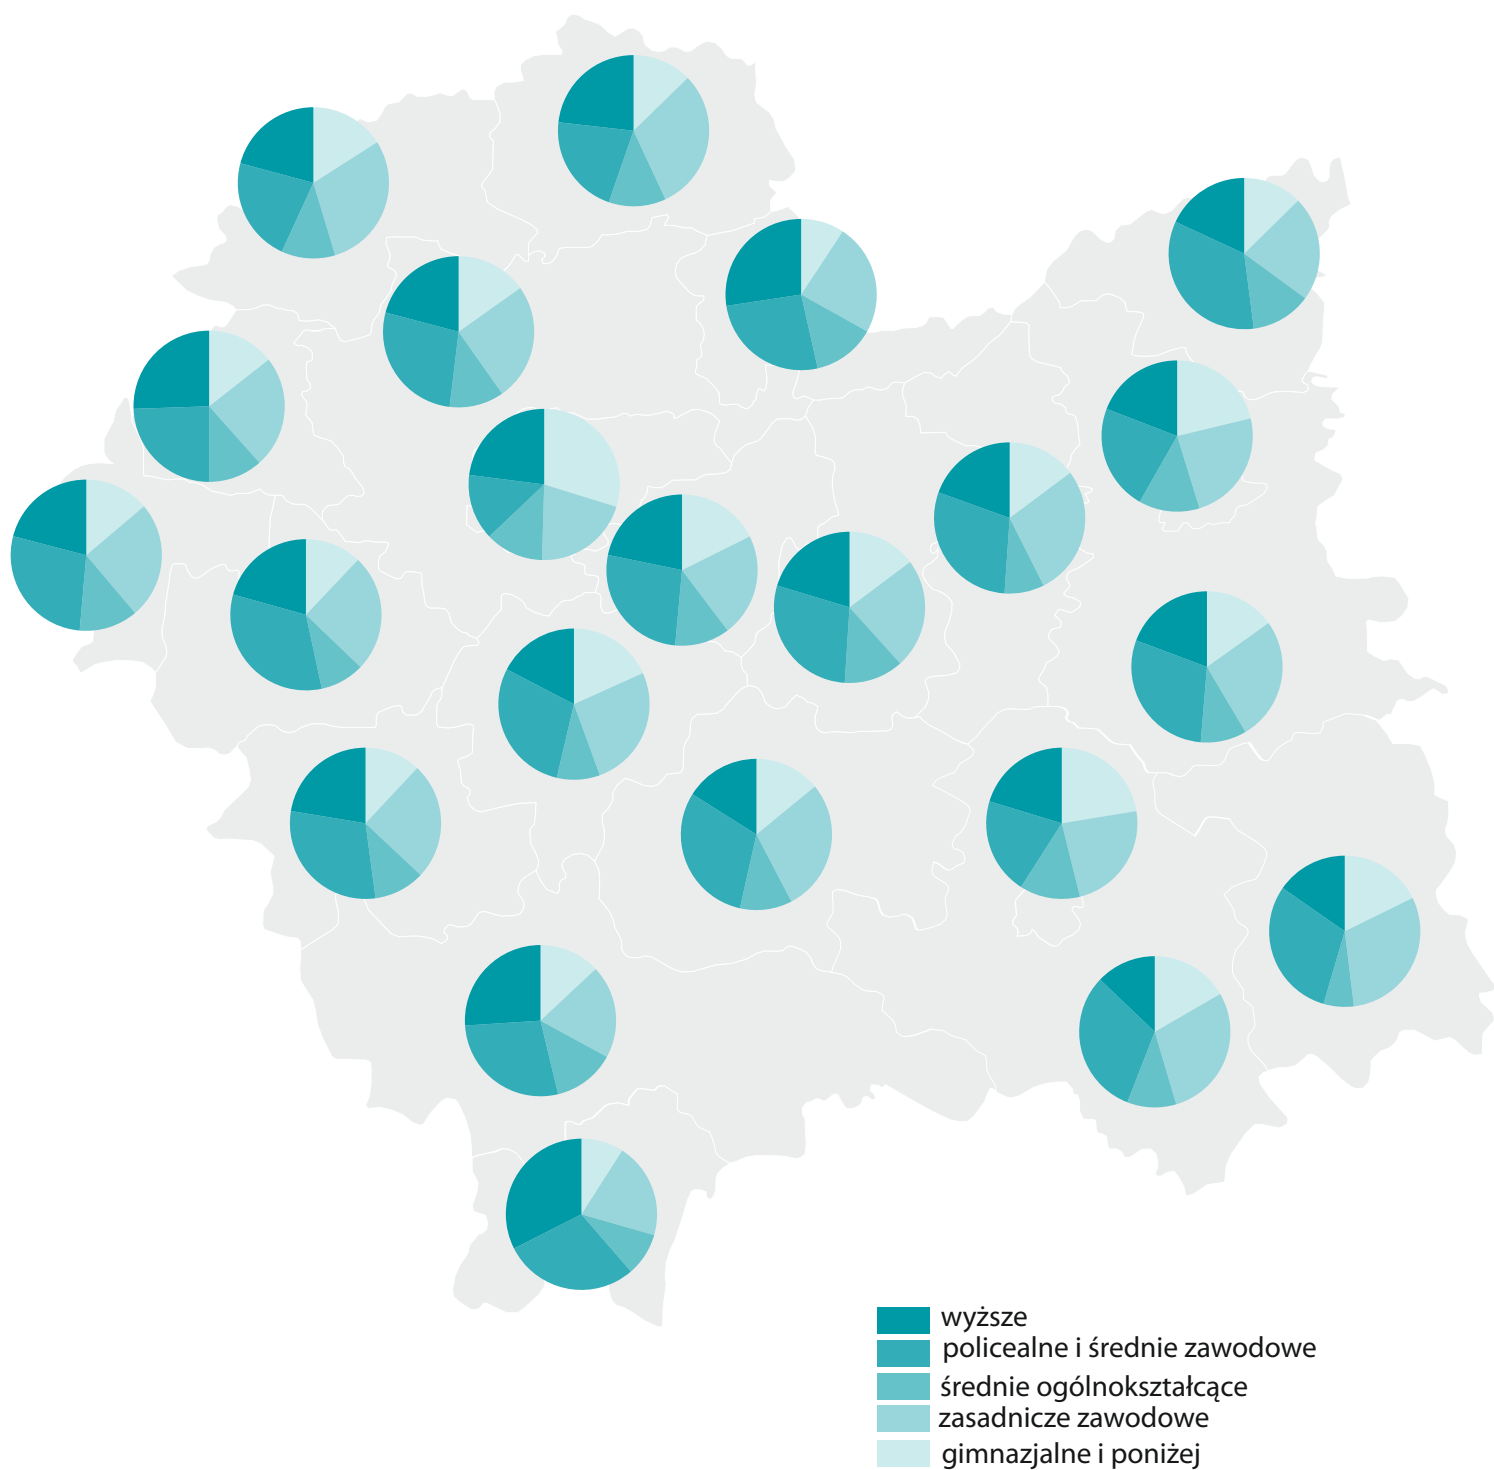 wyższe
policealne i średnie zawodowe
średnie ogólnokształcące
zasadnicze zawodowe
gimnazjalne i poniżej